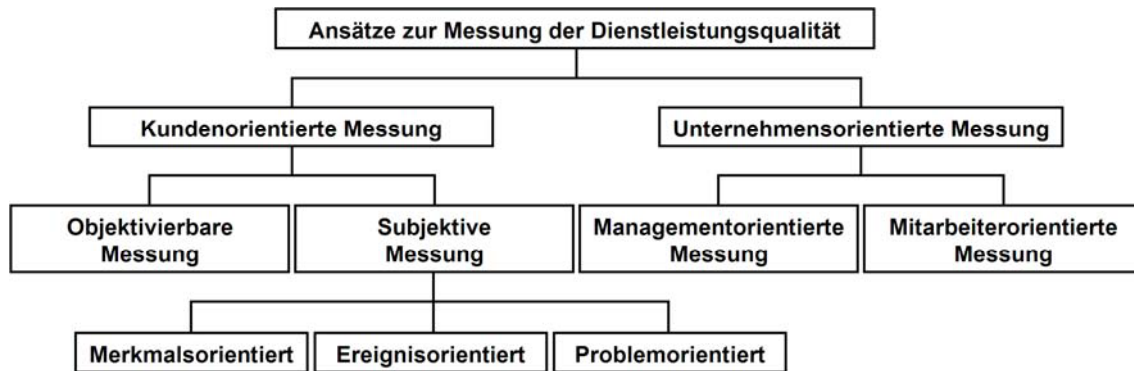 Ansätze zur Messung der Dienstleistungsqualität
Kundenorientierte Messung
Unternehmensorientierte Messung
Objektivierbare
Messung
Subjektive
Messung
Managementorientierte
Messung
Mitarbeiterorientierte
Messung
Merkmalsorientiert
Ereignisorientiert
Problemorientiert